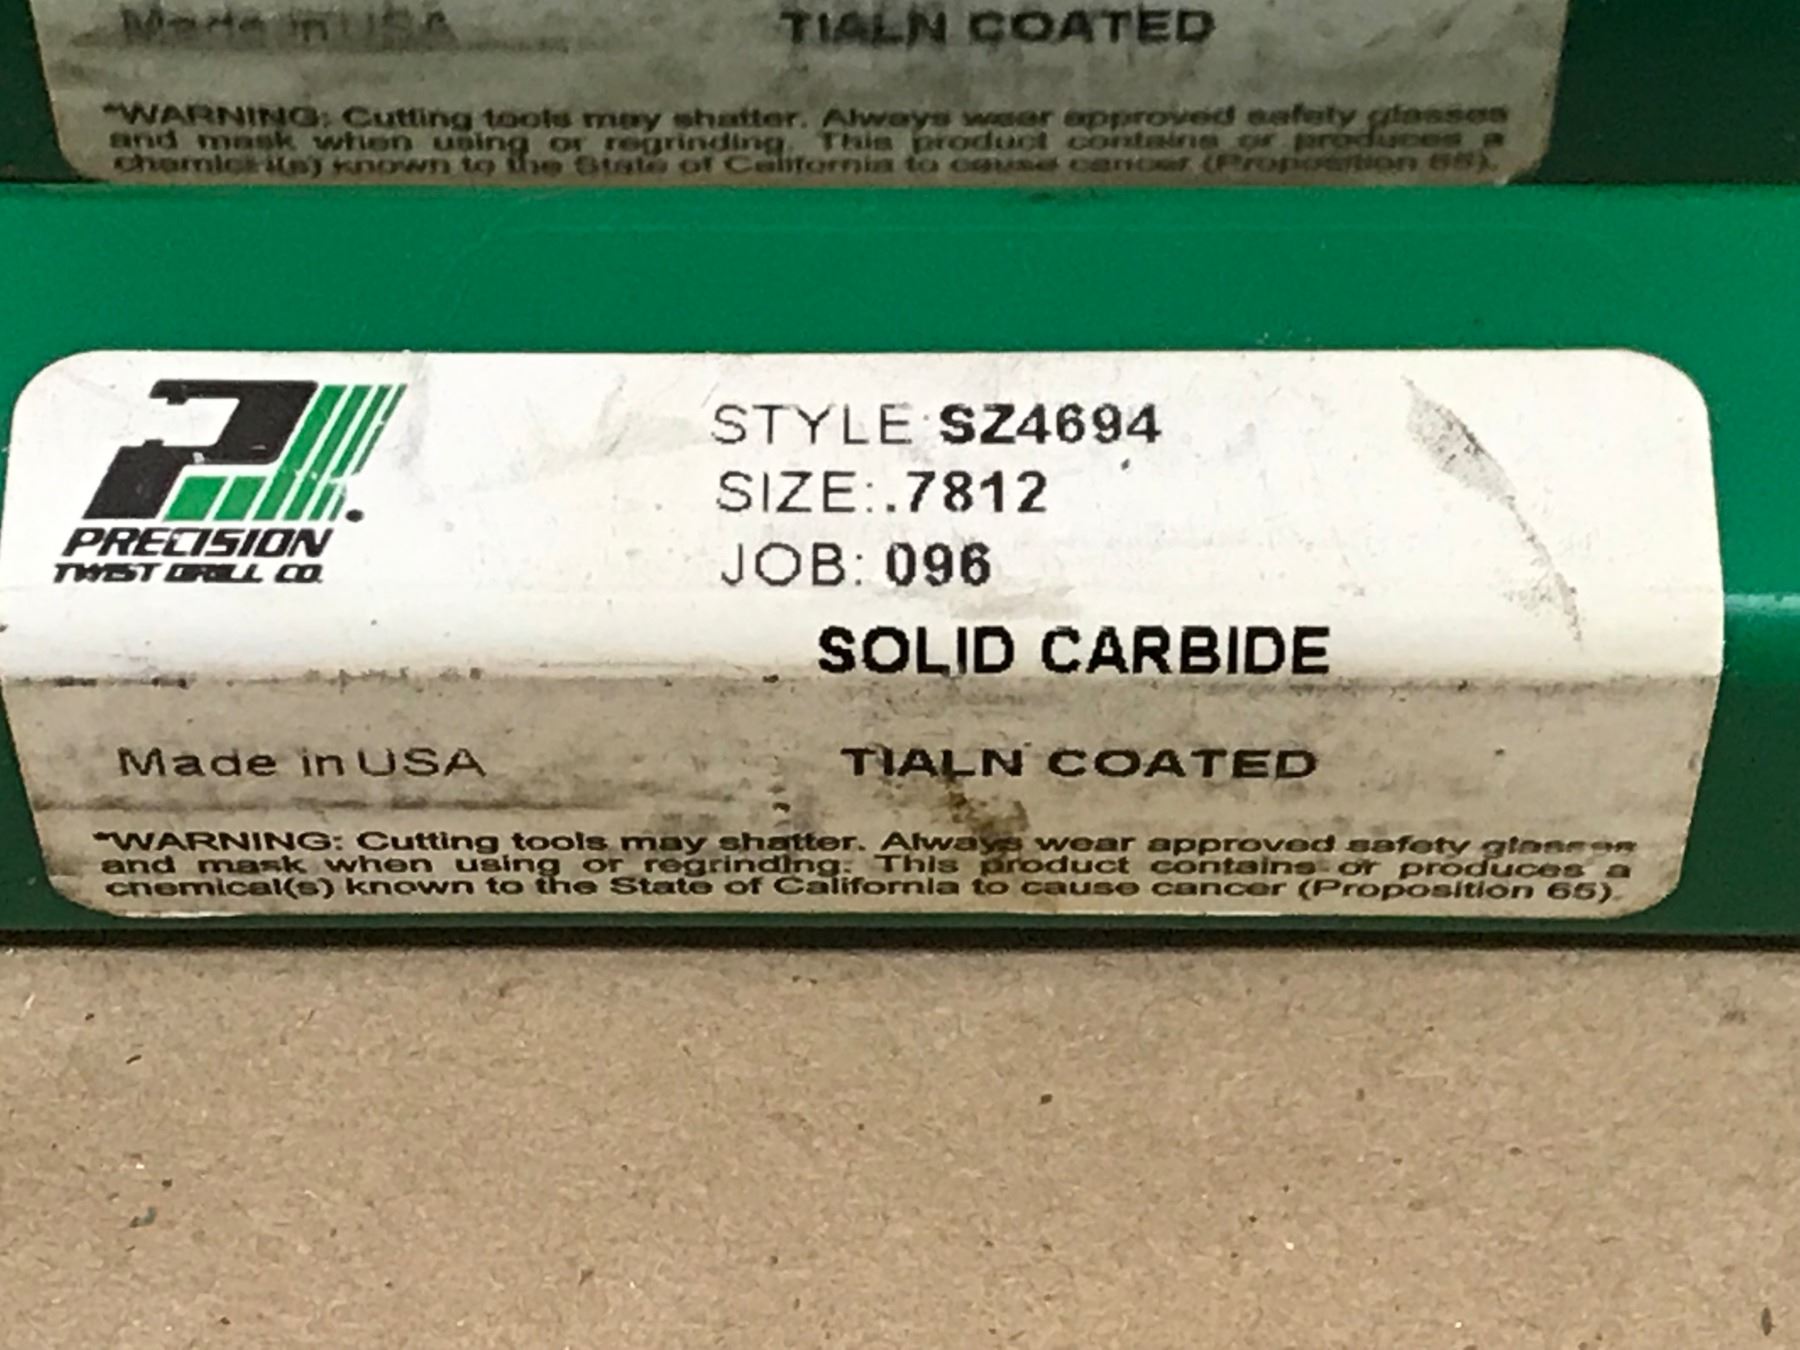 Made in USA
TIALN COATED
*WARNING: Cutting tools may shatter. Always wear approved safety glasses
and mask when using or regrinding. This product contains or produces a
chemical(s) known to the State of California to cause cancer (Proposition 65).
PRECISION
TWIST DRILL CO.
STYLE: SZ4694
SIZE: .7812
JOB: 096
SOLID CARBIDE
Made in USA
TIALN COATED
*WARNING: Cutting tools may shatter. Always wear approved safety glasses
and mask when using or regrinding. This product contains or produces a
chemical(s) known to the State of California to cause cancer (Proposition 65).